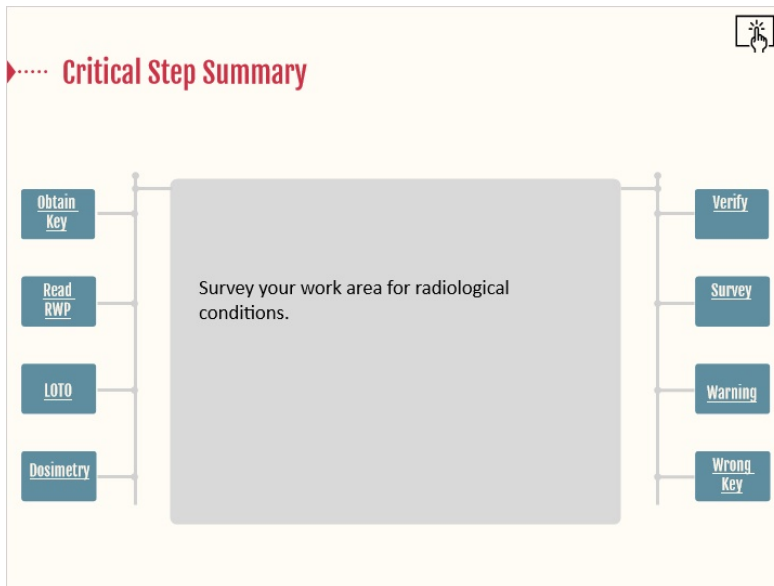 Critical Step Summary
Obtain
Key
Read
RWP
LOTO
Dosimetry
Survey your work area for radiological
conditions.
Verify
Survey
Warning
Wrong
Key